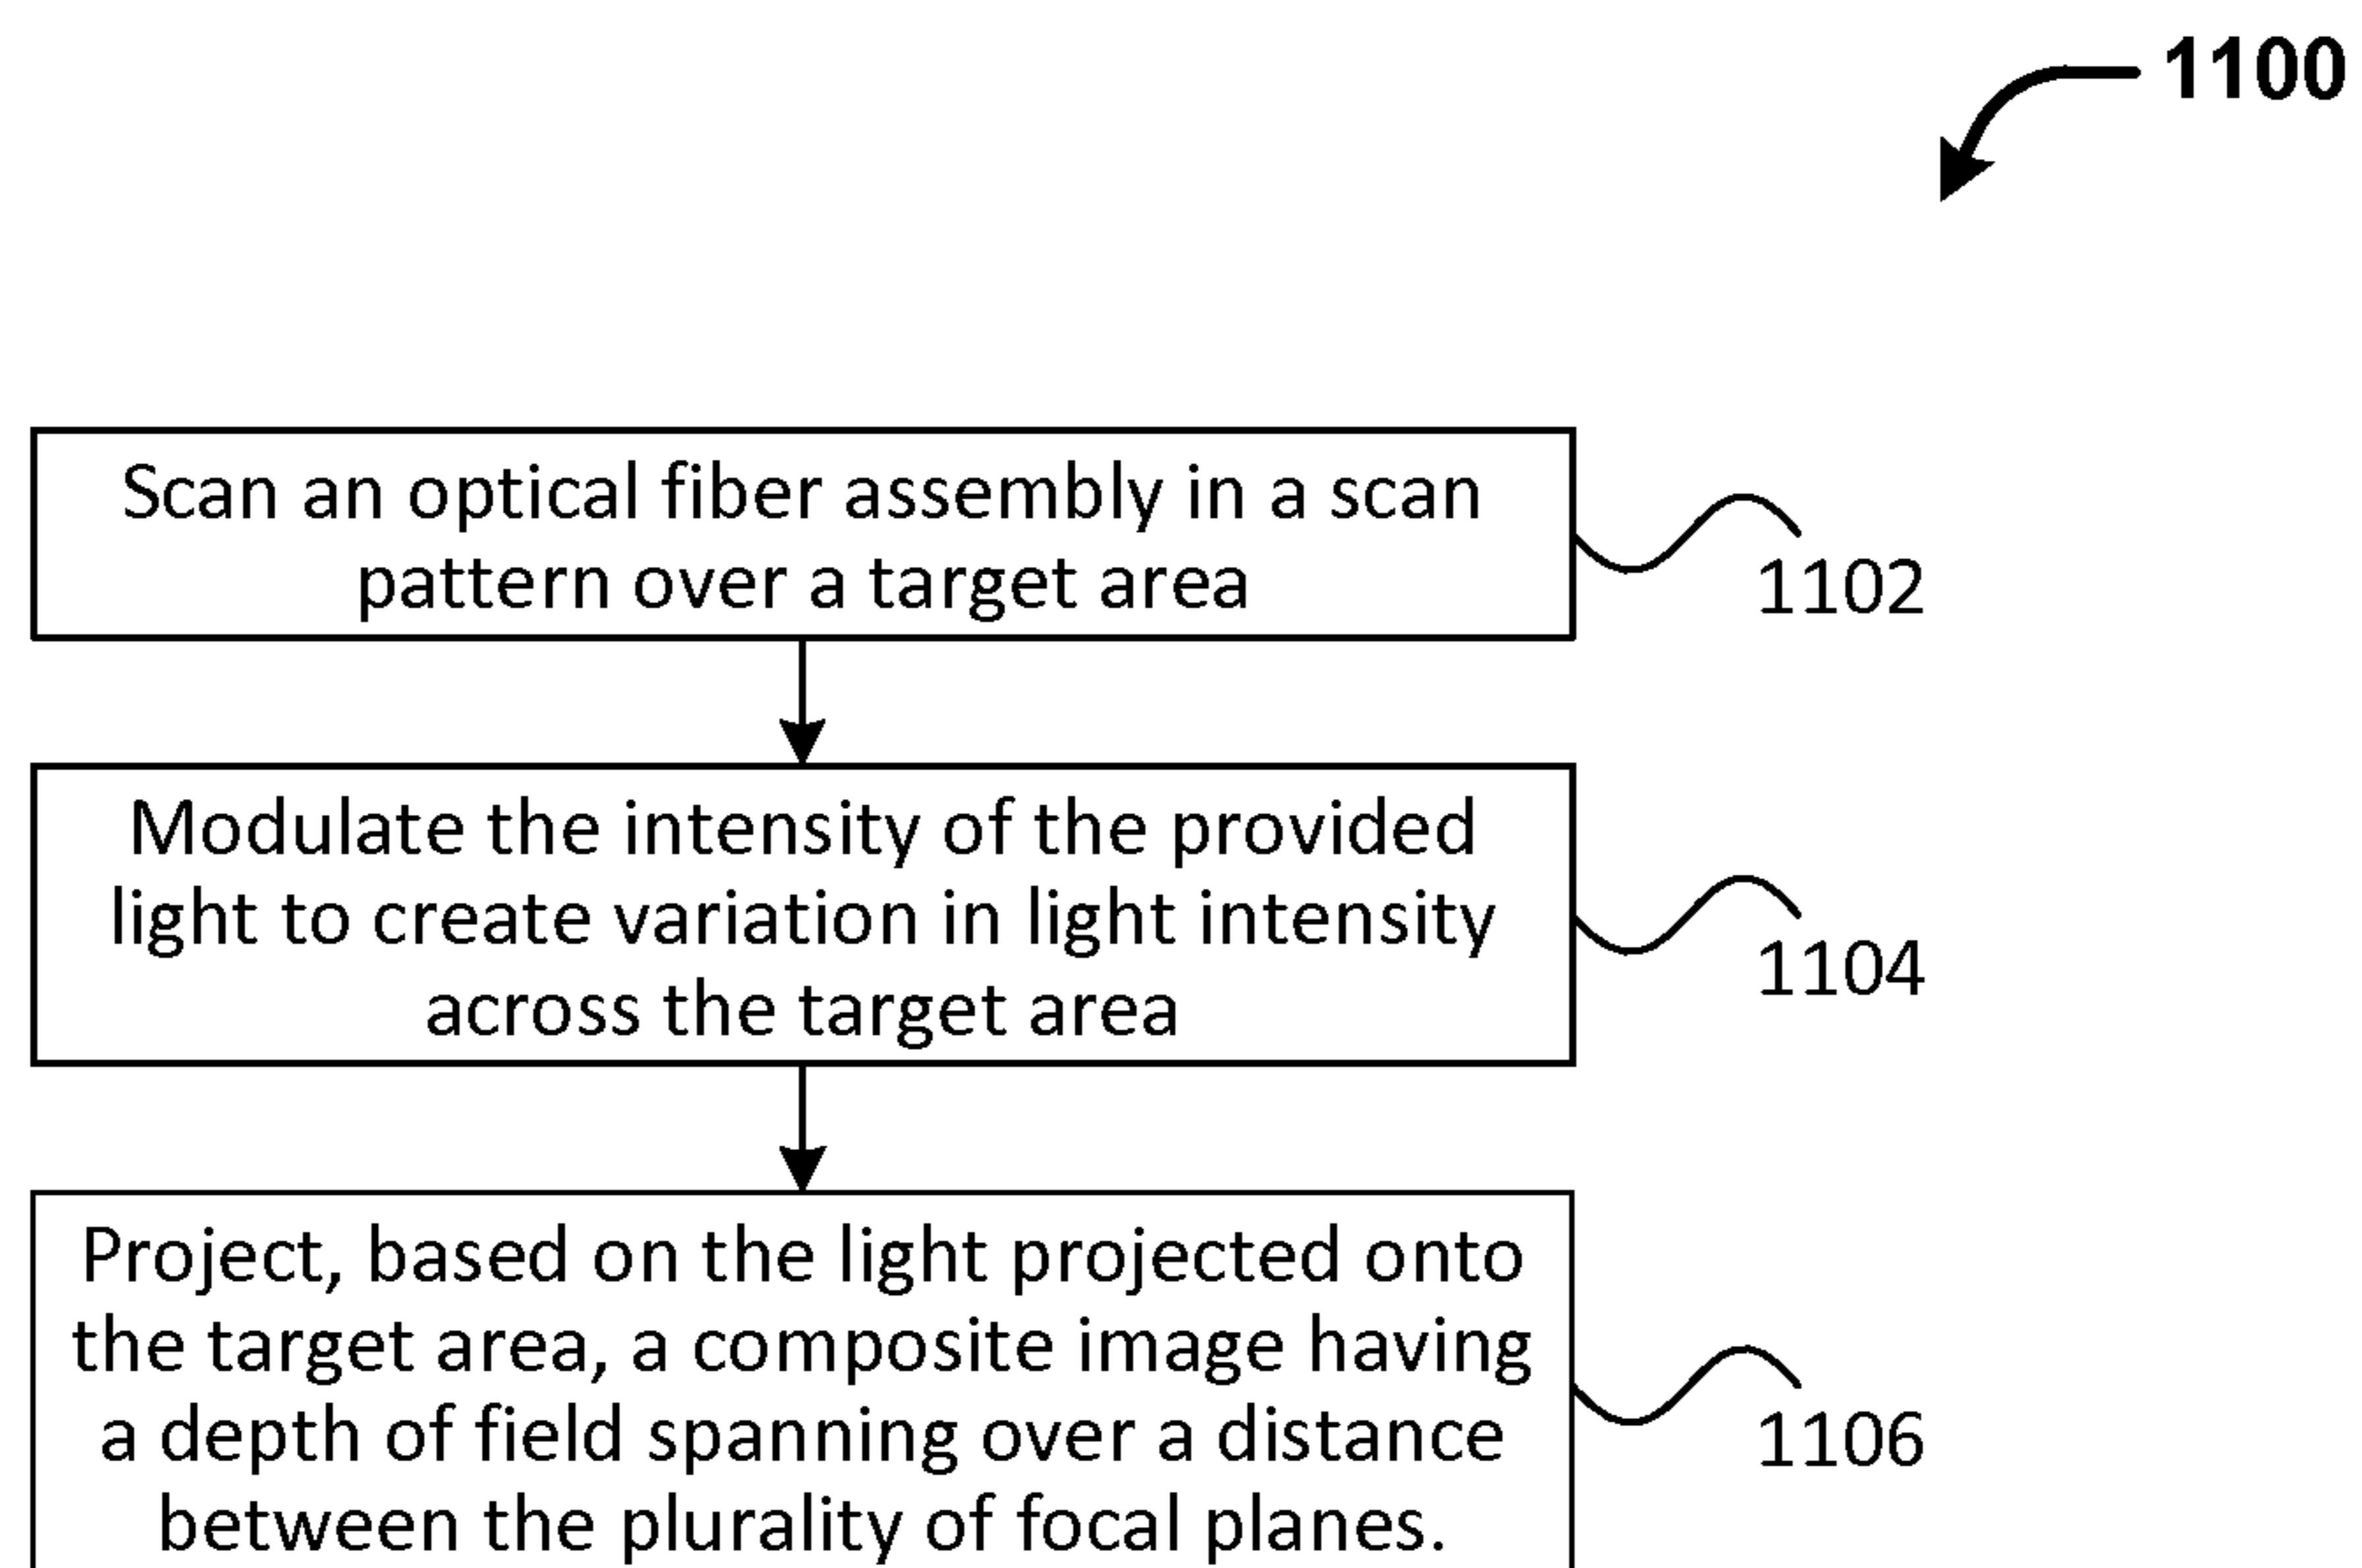 1100
Scan an optical fiber assembly in a scan
pattern over a target area
1102
Modulate the intensity of the provided
light to create variation in light intensity
across the target area
1104
Project, based on the light projected onto
the target area, a composite image having
a depth of field spanning over a distance
between the plurality of focal planes.
1106